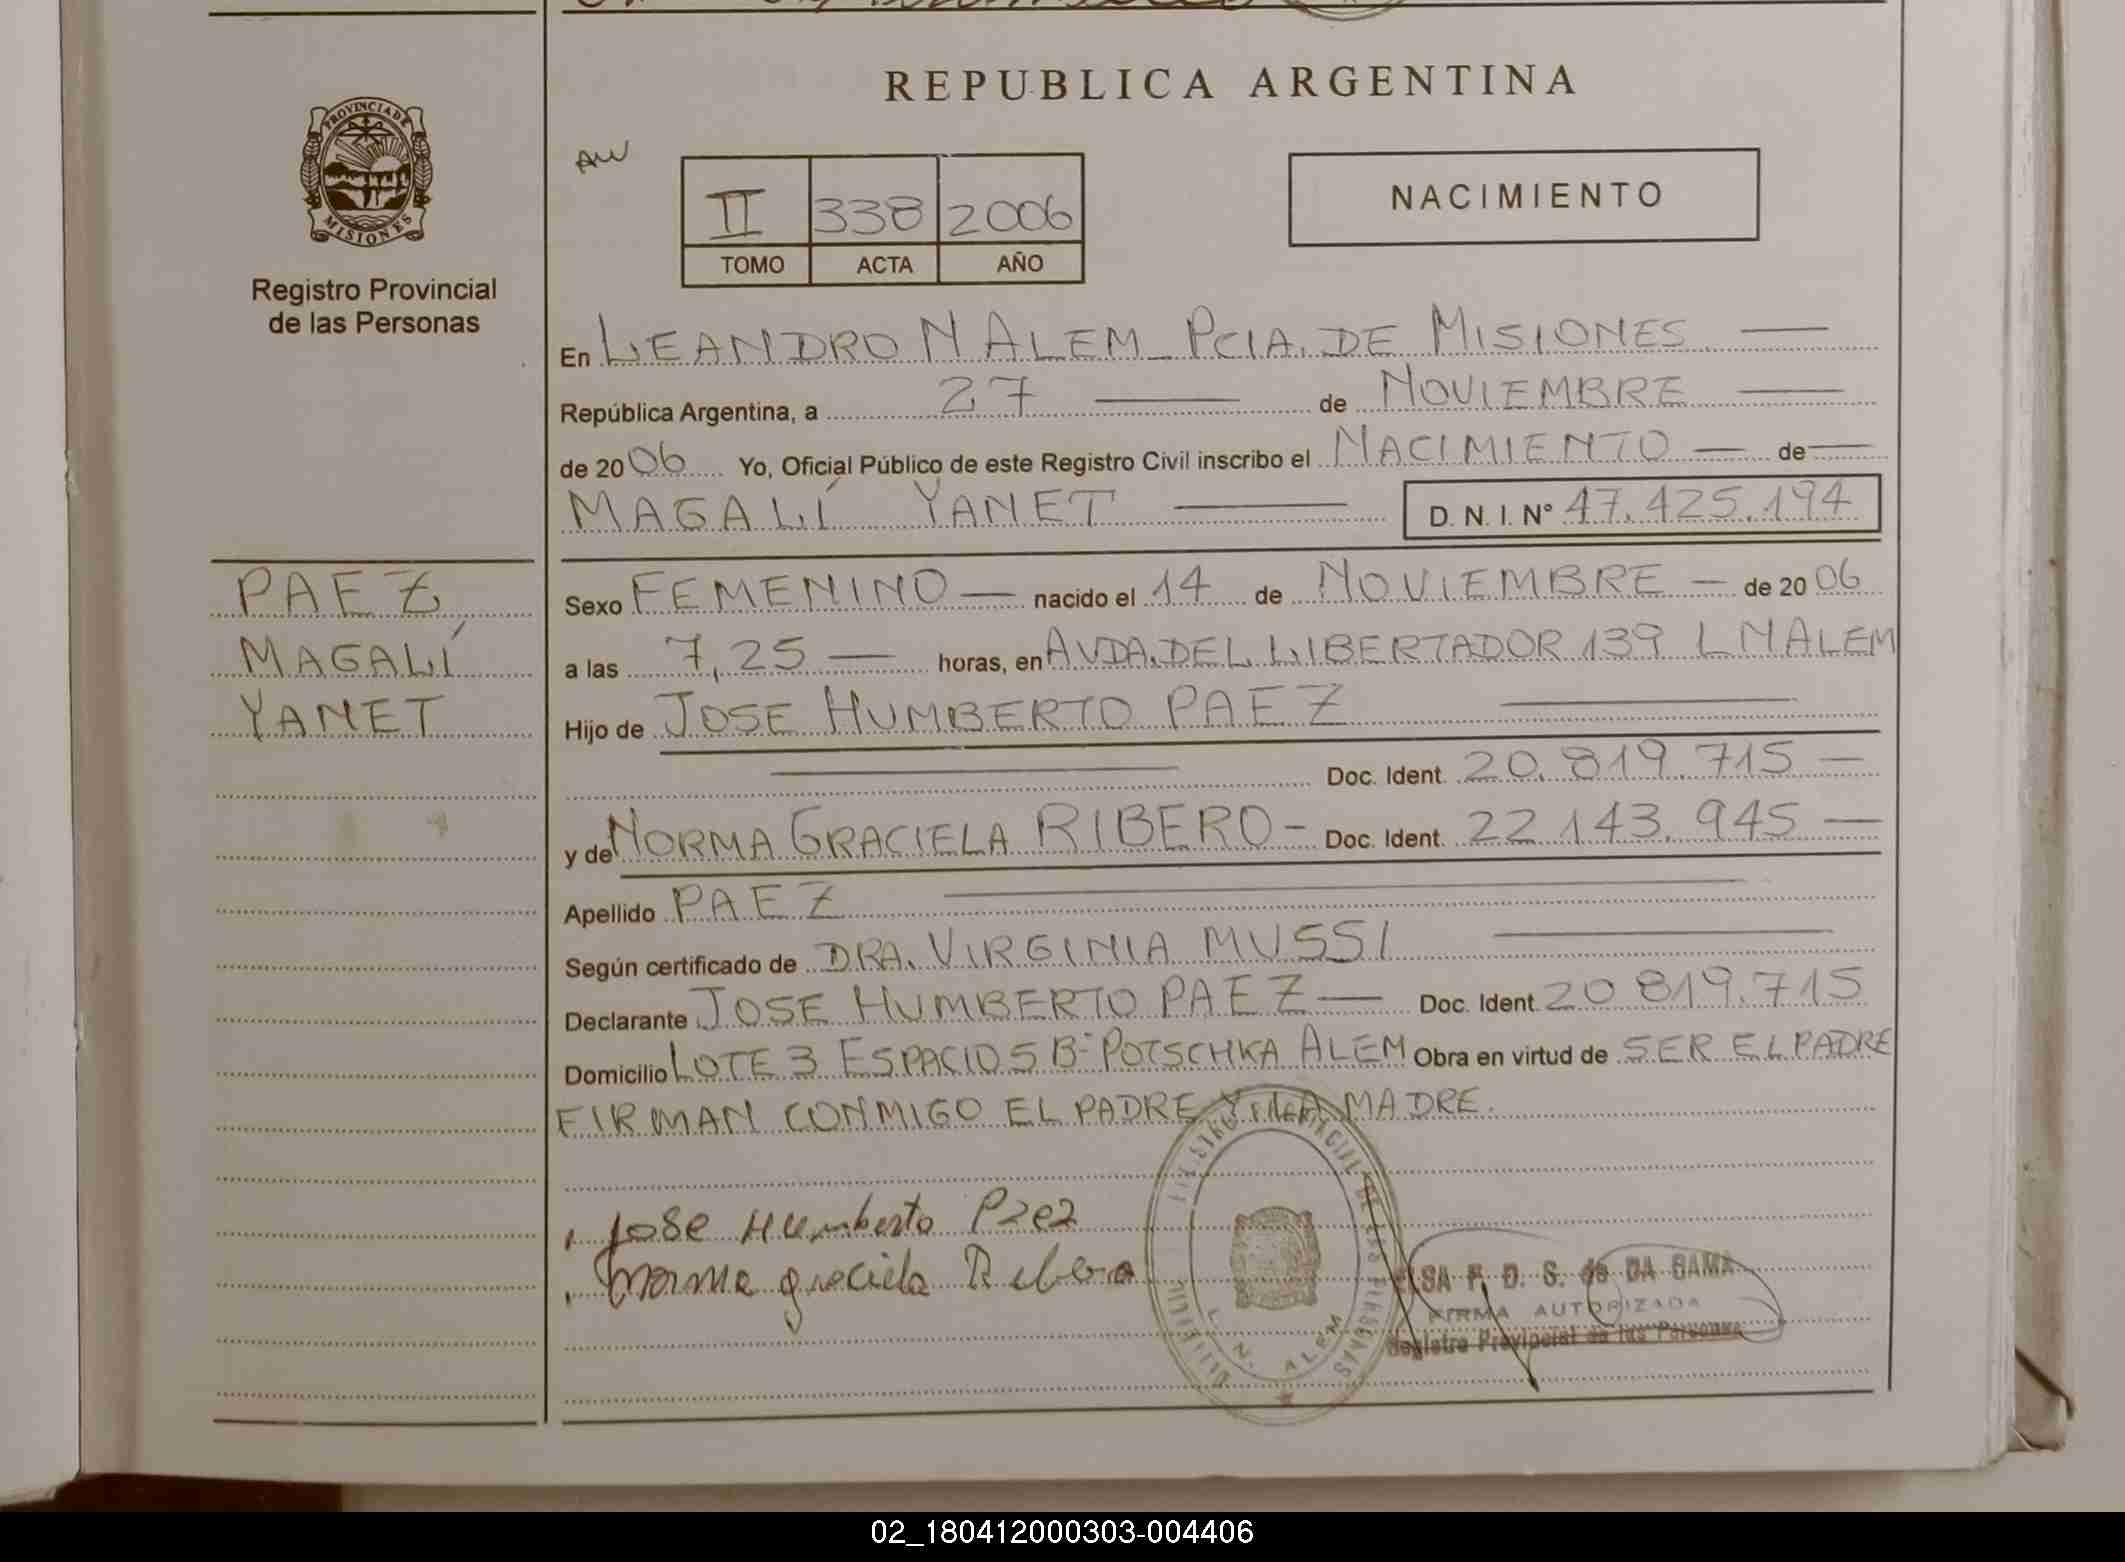 REPUBLICA ARGENTINA
PROVINCIA DE
MISIONES
Registro Provincial
de las Personas
AW
II 338 2006
TOMO ACTA AÑO
NACIMIENTO
En LEANDRO N ALEM - PCIA. DE MISIONES
República Argentina, a 27 de NOVIEMBRE
de 2006 Yo, Oficial Público de este Registro Civil inscribo el NACIMIENTO de
MAGALÍ YANET D. N. I. Nº 47.425.194
PAEZ
MAGALÍ
YANET
Sexo FEMENINO nacido el 14 de NOVIEMBRE de 2006
a las 7,25 horas, en AVDA. DEL LIBERTADOR 139 L N ALEM
Hijo de JOSE HUMBERTO PAEZ
Doc. Ident. 20.819.715
y de NORMA GRACIELA RIBERO - Doc. Ident. 22.143.945
Apellido PAEZ
Según certificado de DRA. VIRGINIA MUSSI
Declarante JOSE HUMBERTO PAEZ Doc. Ident. 20 819.715
Domicilio LOTE 3 ESPACIO 5 Bº POTSCHKA ALEM Obra en virtud de SER EL PADRE
FIRMAN CONMIGO EL PADRE Y LA MADRE.
Jose Humberto Paez
Norma graciela Ribero
L. N. ALEM
F. D. S. de DA GAMA
FIRMA AUTORIZADA
Registro Provincial de las Personas
02_180412000303-004406